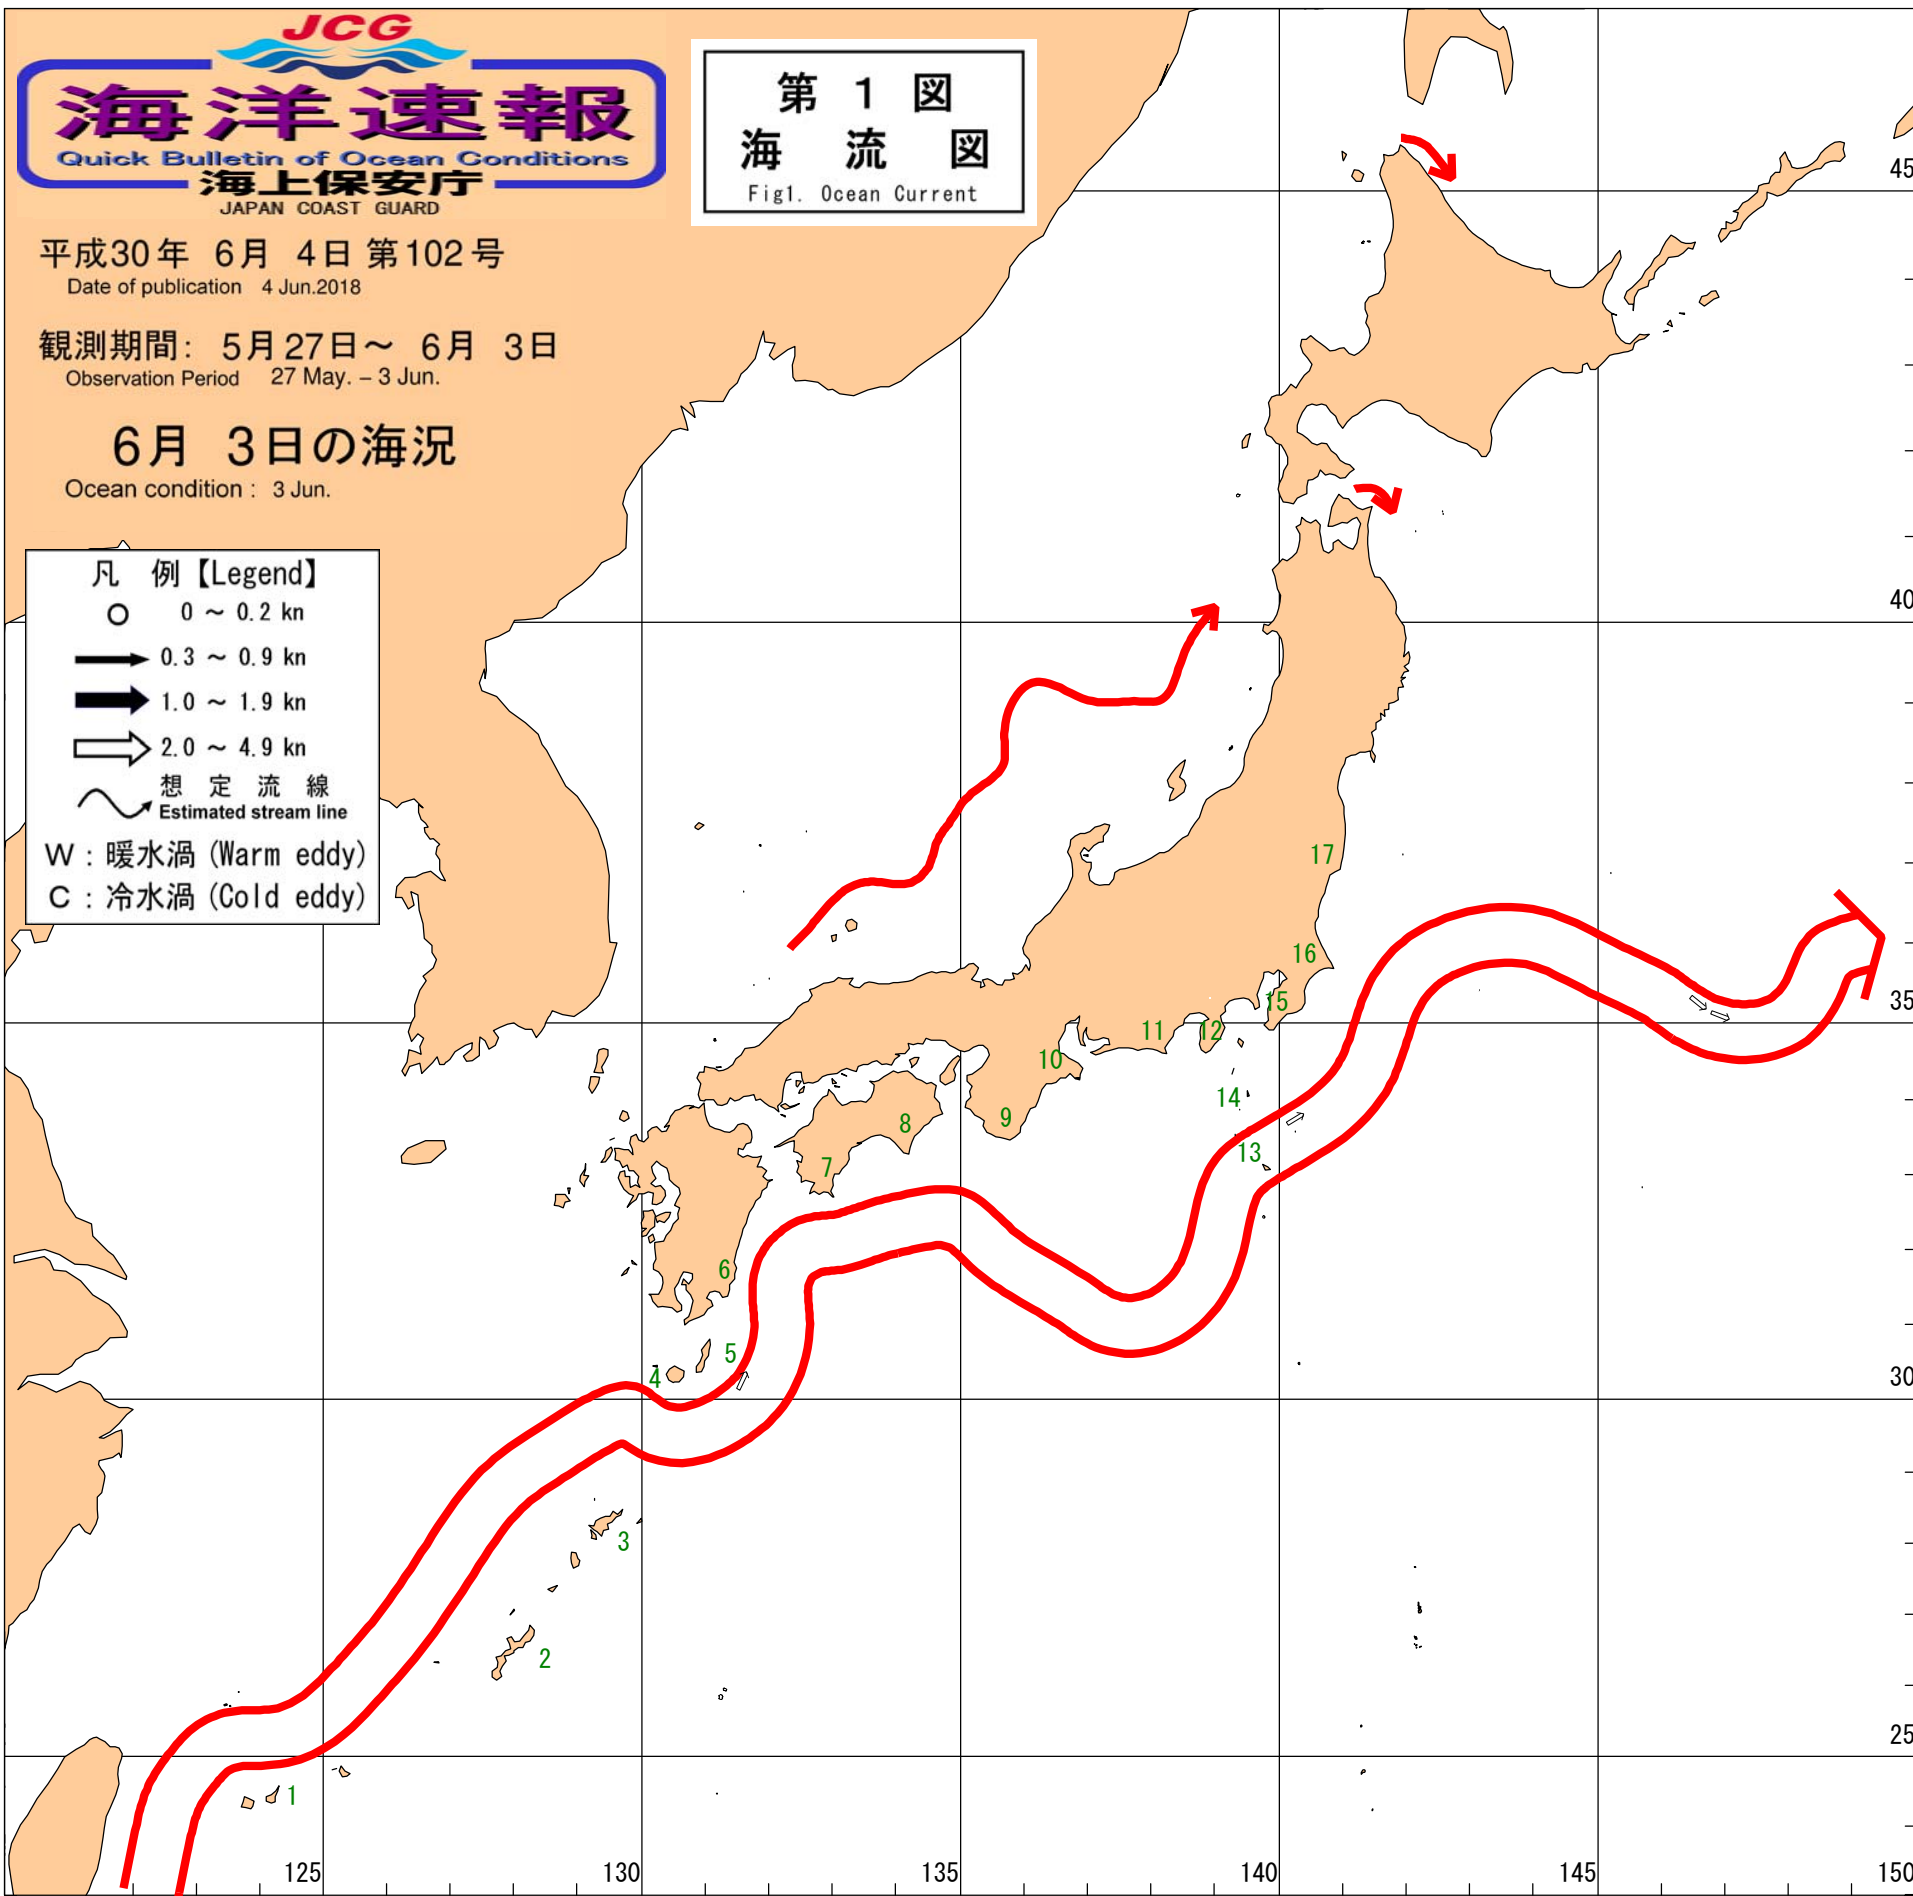 JCG
海洋速報
Quick Bulletin of Ocean Conditions
海上保安庁
JAPAN COAST GUARD
第 1 図
海 流 図
Fig1. Ocean Current
平成30年 6月 4日 第102号
Date of publication 4 Jun.2018
観測期間: 5月27日～ 6月 3日
Observation Period 27 May. – 3 Jun.
6月 3日の海況
Ocean condition : 3 Jun.
凡 例【Legend】
0 ～ 0.2 kn
0.3 ～ 0.9 kn
1.0 ～ 1.9 kn
2.0 ～ 4.9 kn
想 定 流 線
Estimated stream line
W : 暖水渦 (Warm eddy)
C : 冷水渦 (Cold eddy)
45
40
17
16
35
15
12
11
10
14
9
8
13
7
6
5
4
30
3
2
25
1
125
130
135
140
145
150